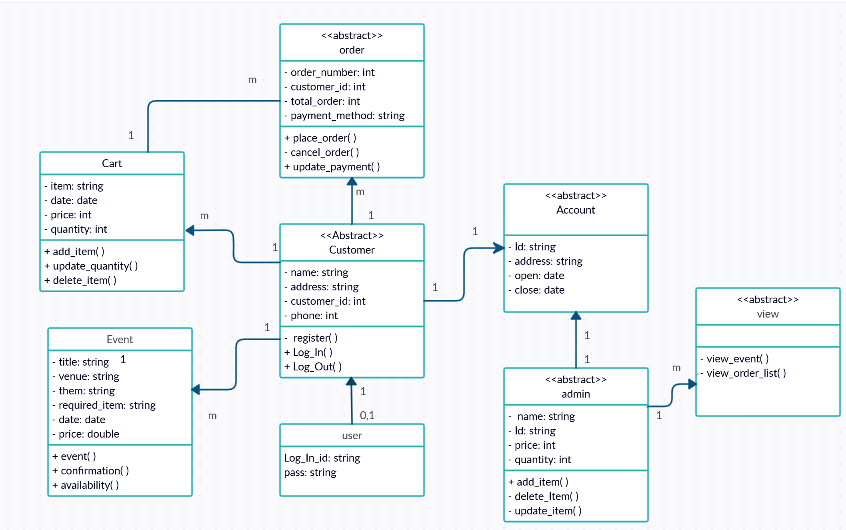 <<abstract>>
order
- order_number: int
- customer_id: int
- total_order: int
- payment_method: string
+ place_order( )
- cancel_order( )
+ update_payment( )
m
1
Cart
- item: string
- date: date
- price: int
- quantity: int
+ add_item( )
+ update_quantity( )
+ delete_item( )
m
1
m
1
<<Abstract>>
Customer
- name: string
- address: string
- customer_id: int
- phone: int
- register( )
+ Log_In( )
+ Log_Out( )
1
1
<<abstract>>
Account
- Id: string
- address: string
- open: date
- close: date
1
m
Event
- title: string
1
- venue: string
- them: string
- required_item: string
- date: date
- price: double
+ event( )
+ confirmation( )
+ availability( )
1
0,1
user
Log_In_id: string
pass: string
1
1
<<abstract>>
admin
- name: string
- Id: string
- price: int
- quantity: int
+ add_item( )
- delete_Item( )
- update_item( )
m
1
<<abstract>>
view
- view_event( )
- view_order_list( )